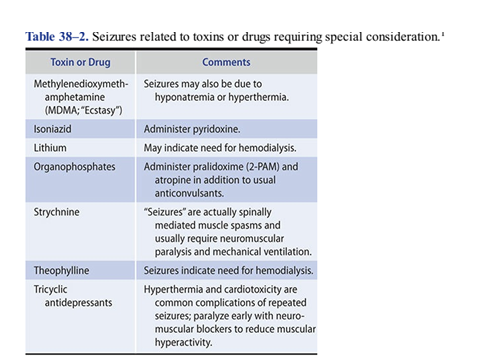 Table 38–2. Seizures related to toxins or drugs requiring special consideration.¹
Toxin or Drug Comments
Methylenedioxymeth-
amphetamine
(MDMA; “Ecstasy”)
Seizures may also be due to
hyponatremia or hyperthermia.
Isoniazid Administer pyridoxine.
Lithium May indicate need for hemodialysis.
Organophosphates Administer pralidoxime (2-PAM) and
atropine in addition to usual
anticonvulsants.
Strychnine “Seizures” are actually spinally
mediated muscle spasms and
usually require neuromuscular
paralysis and mechanical ventilation.
Theophylline Seizures indicate need for hemodialysis.
Tricyclic
antidepressants
Hyperthermia and cardiotoxicity are
common complications of repeated
seizures; paralyze early with neuro-
muscular blockers to reduce muscular
hyperactivity.